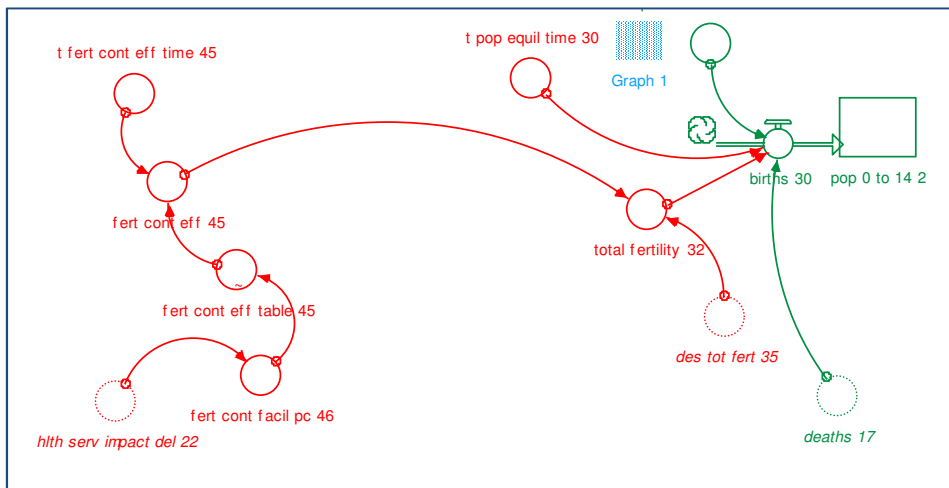 t fert cont eff time 45
t pop equil time 30
Graph 1
births 30
pop 0 to 14 2
fert cont eff 45
total fertility 32
fert cont eff table 45
~
des tot fert 35
fert cont facil pc 46
hlth serv impact del 22
deaths 17